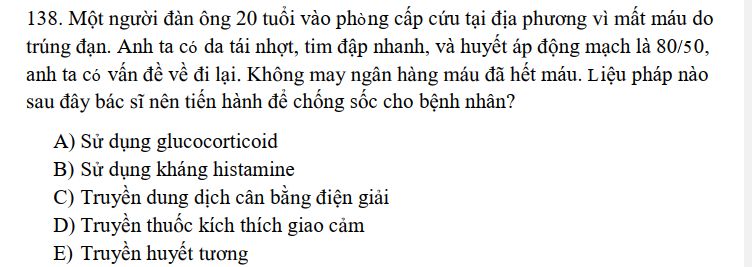 138. Một người đàn ông 20 tuổi vào phòng cấp cứu tại địa phương vì mất máu do
trúng đạn. Anh ta có da tái nhợt, tim đập nhanh, và huyết áp động mạch là 80/50,
anh ta có vấn đề về đi lại. Không may ngân hàng máu đã hết máu. Liệu pháp nào
sau đây bác sĩ nên tiến hành để chống sốc cho bệnh nhân?
A) Sử dụng glucocorticoid
B) Sử dụng kháng histamine
C) Truyền dung dịch cân bằng điện giải
D) Truyền thuốc kích thích giao cảm
E) Truyền huyết tương